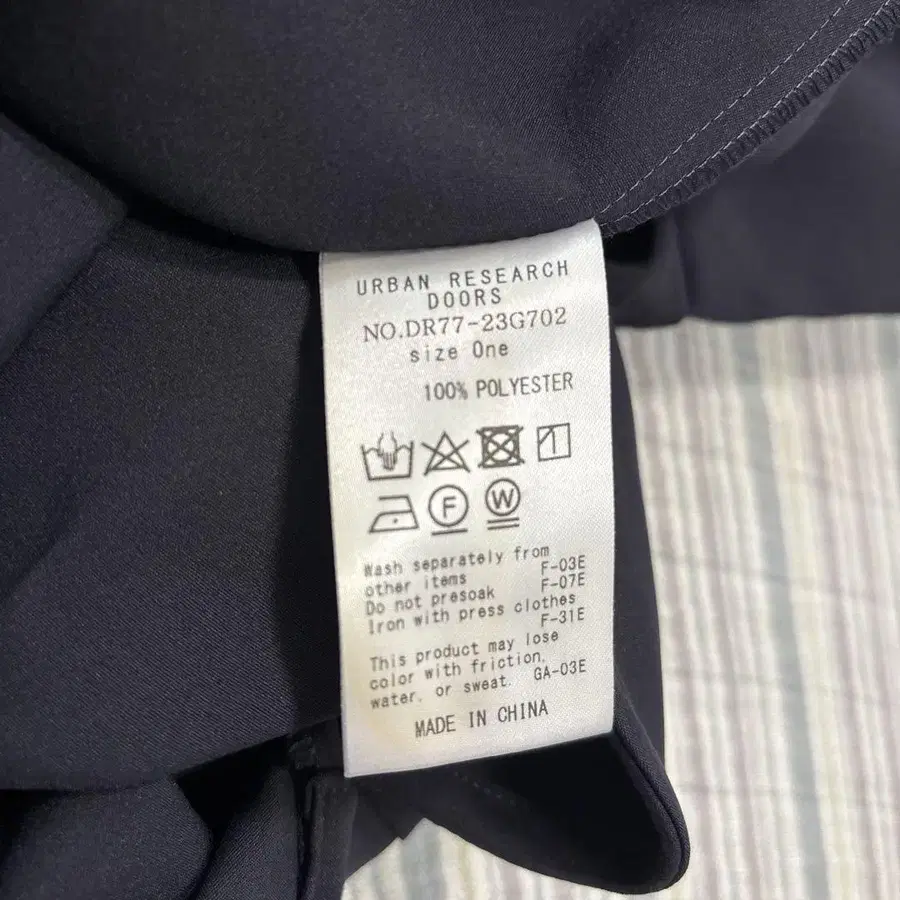 URBAN RESEARCH
DOORS
NO.DR77-23G702
size One
100% POLYESTER
F W
Wash separately from
other items F-03E
Do not presoak F-07E
Iron with press clothes
F-31E
This product may lose
color with friction,
water, or sweat. GA-03E
MADE IN CHINA